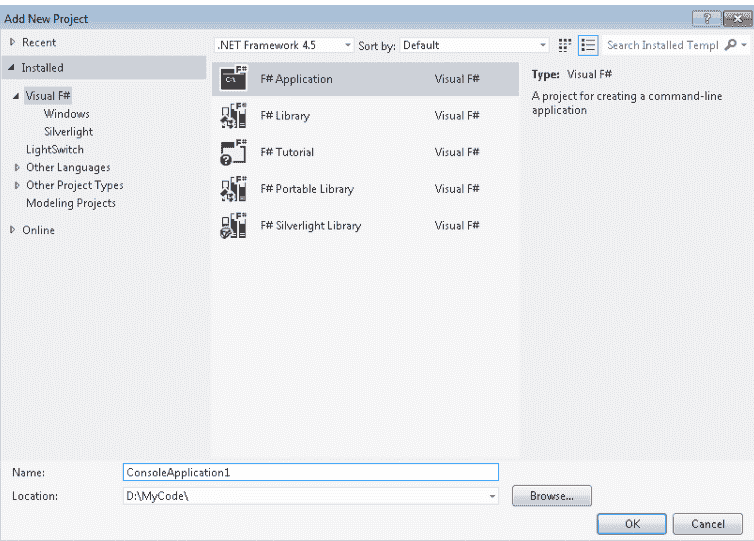 Add New Project
?
Recent
Installed
Visual F#
Windows
Silverlight
LightSwitch
Other Languages
Other Project Types
Modeling Projects
Online
.NET Framework 4.5 Sort by: Default
Search Installed Templ
F# Application Visual F#
F# Library Visual F#
F# Tutorial Visual F#
F# Portable Library Visual F#
F# Silverlight Library Visual F#
Type: Visual F#
A project for creating a command-line
application
Name: ConsoleApplication1
Location: D:\MyCode\ Browse...
OK Cancel